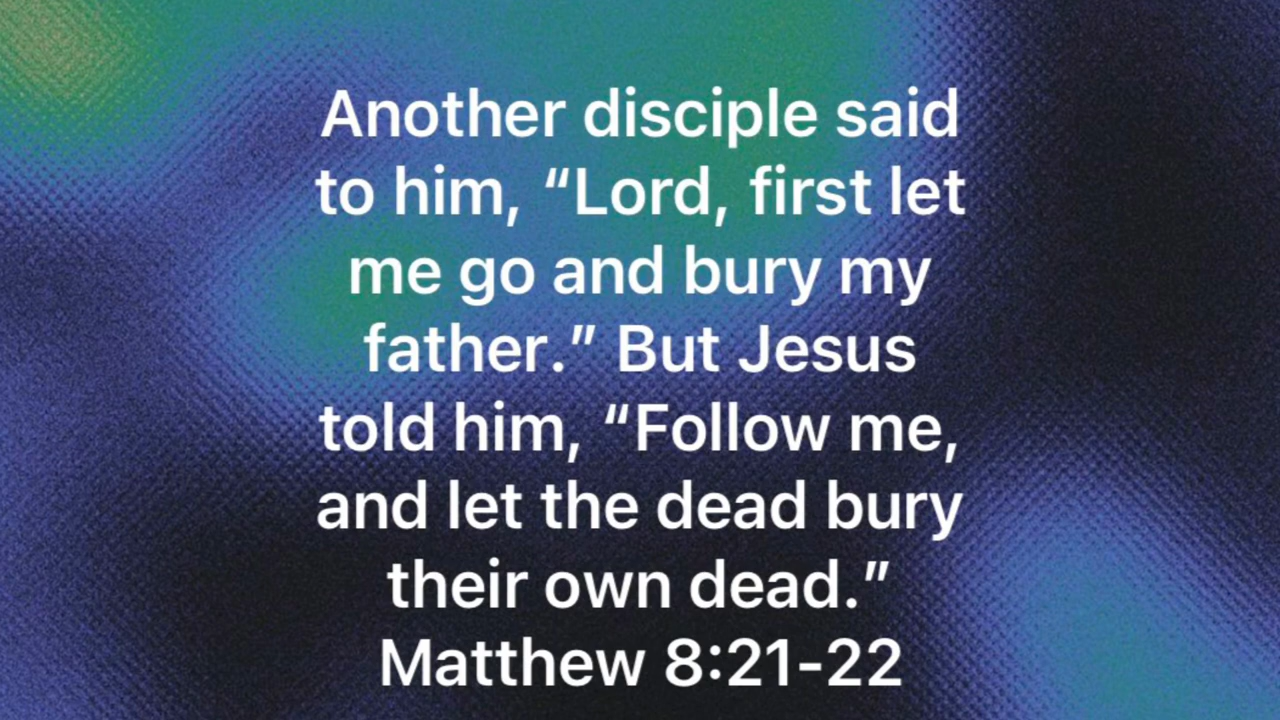 Another disciple said
to him, “Lord, first let
me go and bury my
father.” But Jesus
told him, “Follow me,
and let the dead bury
their own dead.”
Matthew 8:21-22